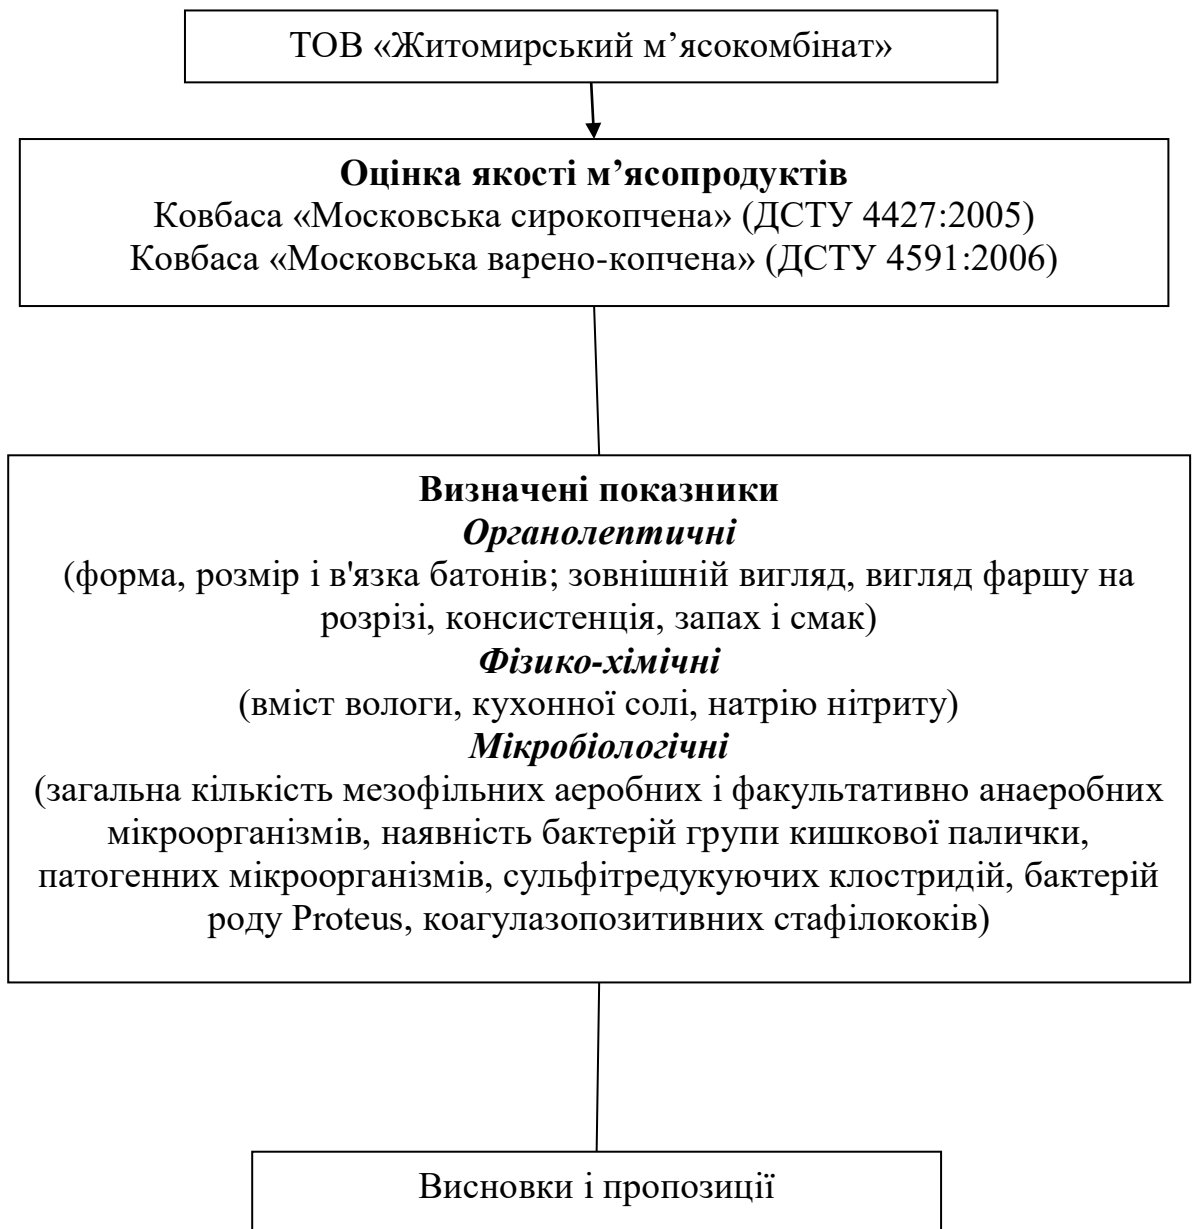 ТОВ «Житомирський м’ясокомбінат»
Оцінка якості м’ясопродуктів
Ковбаса «Московська сирокопчена» (ДСТУ 4427:2005)
Ковбаса «Московська варено-копчена» (ДСТУ 4591:2006)
Визначені показники
Органолептичні
(форма, розмір і в'язка батонів; зовнішній вигляд, вигляд фаршу на
розрізі, консистенція, запах і смак)
Фізико-хімічні
(вміст вологи, кухонної солі, натрію нітриту)
Мікробіологічні
(загальна кількість мезофільних аеробних і факультативно анаеробних
мікроорганізмів, наявність бактерій групи кишкової палички,
патогенних мікроорганізмів, сульфітредукуючих клостридій, бактерій
роду Proteus, коагулазопозитивних стафілококів)
Висновки і пропозиції